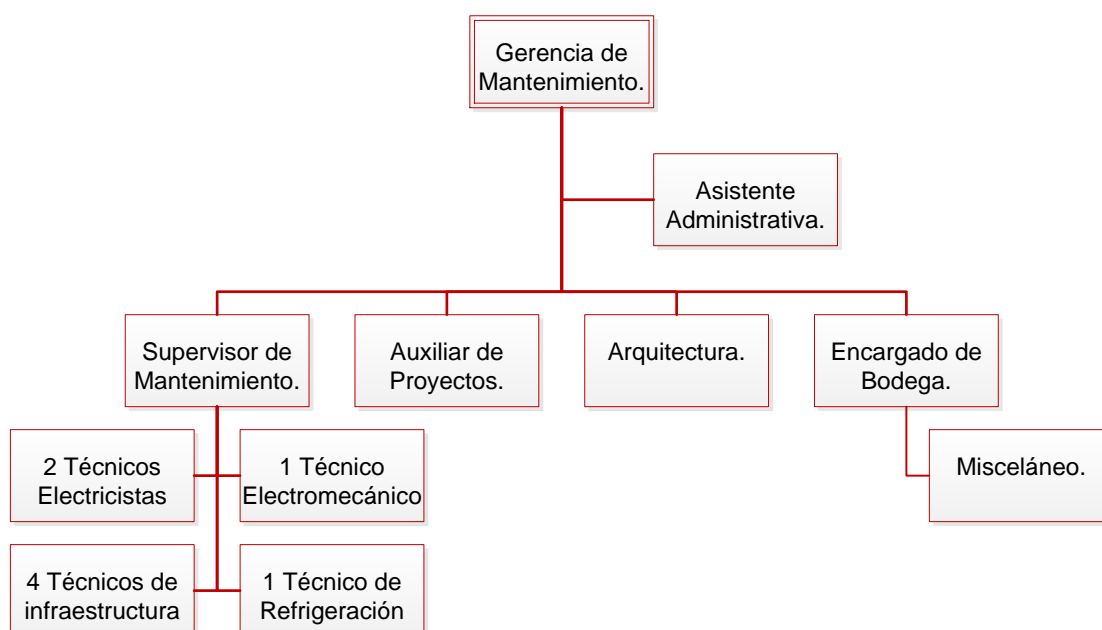 Gerencia de
Mantenimiento.
Asistente
Administrativa.
Supervisor de
Mantenimiento.
Auxiliar de
Proyectos.
Arquitectura.
Encargado de
Bodega.
2 Técnicos
Electricistas
1 Técnico
Electromecánico
Misceláneo.
4 Técnicos de
infraestructura
1 Técnico de
Refrigeración